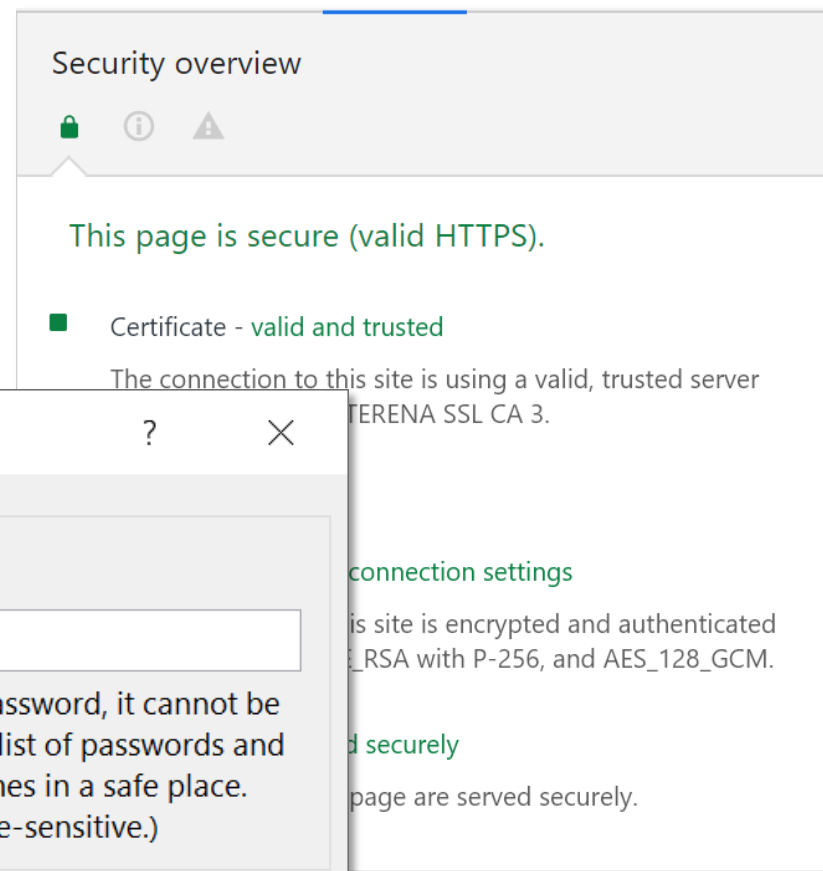 Security overview
This page is secure (valid HTTPS).
Certificate - valid and trusted
The connection to this site is using a valid, trusted server
TERENA SSL CA 3.
?
connection settings
is site is encrypted and authenticated
_RSA with P-256, and AES_128_GCM.
assword, it cannot be
list of passwords and
nes in a safe place.
e-sensitive.)
d securely
page are served securely.